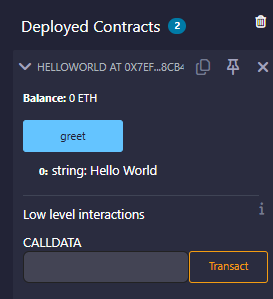 Deployed Contracts 2
HELLOWORLD AT 0X7EF...8CB4
Balance: 0 ETH
greet
0: string: Hello World
Low level interactions
i
CALLDATA
Transact